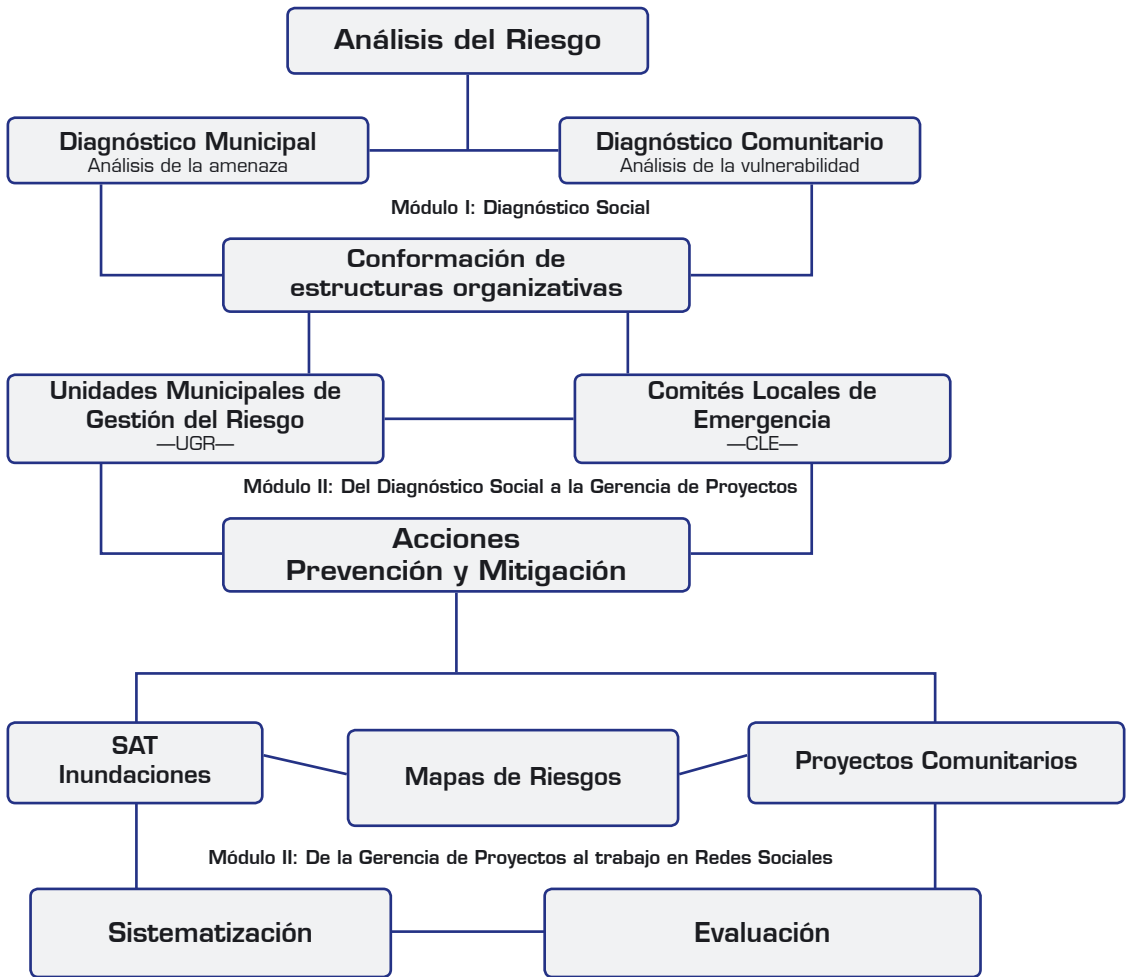 Análisis del Riesgo
Diagnóstico Municipal
Análisis de la amenaza
Diagnóstico Comunitario
Análisis de la vulnerabilidad
Módulo I: Diagnóstico Social
Conformación de
estructuras organizativas
Unidades Municipales de
Gestión del Riesgo
—UGR—
Comités Locales de
Emergencia
—CLE—
Módulo II: Del Diagnóstico Social a la Gerencia de Proyectos
Acciones
Prevención y Mitigación
SAT
Inundaciones
Mapas de Riesgos
Proyectos Comunitarios
Módulo II: De la Gerencia de Proyectos al trabajo en Redes Sociales
Sistematización
Evaluación